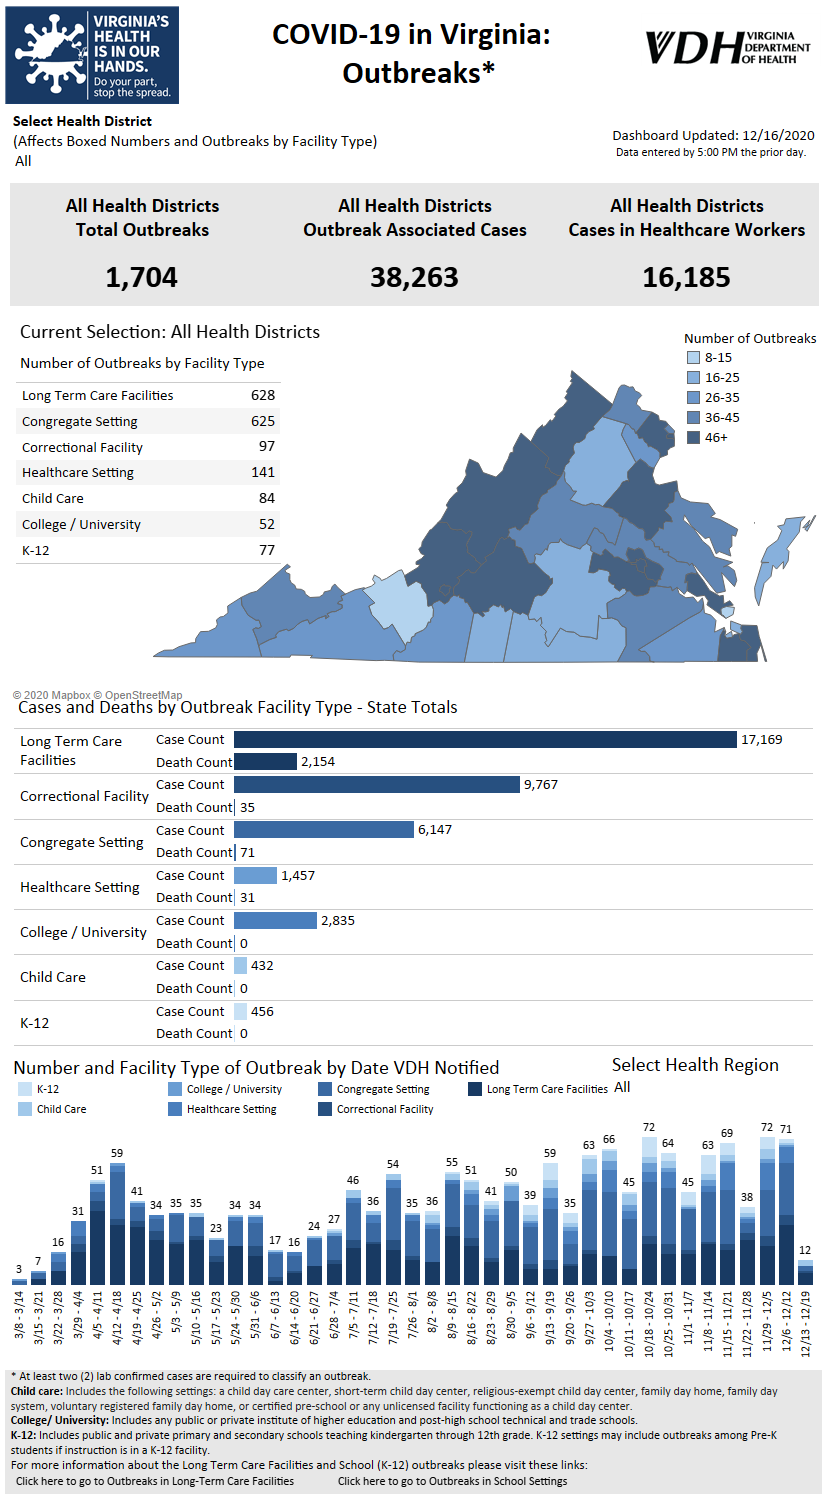 VIRGINIA'S
HEALTH
IS IN OUR
HANDS.
Do your part,
stop the spread.
COVID-19 in Virginia:
Outbreaks*
VDH VIRGINIA
DEPARTMENT
OF HEALTH
Select Health District
(Affects Boxed Numbers and Outbreaks by Facility Type)
All
Dashboard Updated: 12/16/2020
Data entered by 5:00 PM the prior day.
All Health Districts
Total Outbreaks
1,704
All Health Districts
Outbreak Associated Cases
38,263
All Health Districts
Cases in Healthcare Workers
16,185
Current Selection: All Health Districts
Number of Outbreaks by Facility Type
Long Term Care Facilities 628
Congregate Setting 625
Correctional Facility 97
Healthcare Setting 141
Child Care 84
College / University 52
K-12 77
Number of Outbreaks
8-15
16-25
26-35
36-45
46+
© 2020 Mapbox © OpenStreetMap
Cases and Deaths by Outbreak Facility Type - State Totals
Long Term Care
Facilities
Case Count 17,169
Death Count 2,154
Correctional Facility
Case Count 9,767
Death Count 35
Congregate Setting
Case Count 6,147
Death Count 71
Healthcare Setting
Case Count 1,457
Death Count 31
College / University
Case Count 2,835
Death Count 0
Child Care
Case Count 432
Death Count 0
K-12
Case Count 456
Death Count 0
Number and Facility Type of Outbreak by Date VDH Notified
Select Health Region
All
K-12 College / University Congregate Setting Long Term Care Facilities
Child Care Healthcare Setting Correctional Facility
3 7 16 31 51 59 41 34 35 35 23 34 34 17 16 24 27 46 36 54 35 36 55 51 41 50 39 59 35 63 66 45 72 64 45 63 69 38 72 71 12
3/8 - 3/14
3/15 - 3/21
3/22 - 3/28
3/29 - 4/4
4/5 - 4/11
4/12 - 4/18
4/19 - 4/25
4/26 - 5/2
5/3 - 5/9
5/10 - 5/16
5/17 - 5/23
5/24 - 5/30
5/31 - 6/6
6/7 - 6/13
6/14 - 6/20
6/21 - 6/27
6/28 - 7/4
7/5 - 7/11
7/12 - 7/18
7/19 - 7/25
7/26 - 8/1
8/2 - 8/8
8/9 - 8/15
8/16 - 8/22
8/23 - 8/29
8/30 - 9/5
9/6 - 9/12
9/13 - 9/19
9/20 - 9/26
9/27 - 10/3
10/4 - 10/10
10/11 - 10/17
10/18 - 10/24
10/25 - 10/31
11/1 - 11/7
11/8 - 11/14
11/15 - 11/21
11/22 - 11/28
11/29 - 12/5
12/6 - 12/12
12/13 - 12/19
* At least two (2) lab confirmed cases are required to classify an outbreak.
Child care: Includes the following settings: a child day care center, short-term child day center, religious-exempt child day center, family day home, family day
system, voluntary registered family day home, or certified pre-school or any unlicensed facility functioning as a child day center.
College/ University: Includes any public or private institute of higher education and post-high school technical and trade schools.
K-12: Includes public and private primary and secondary schools teaching kindergarten through 12th grade. K-12 settings may include outbreaks among Pre-K
students if instruction is in a K-12 facility.
For more information about the Long Term Care Facilities and School (K-12) outbreaks please visit these links:
Click here to go to Outbreaks in Long-Term Care Facilities Click here to go to Outbreaks in School Settings